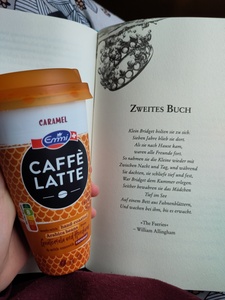 CARAMEL
Emmi
CAFFÈ
LATTE
ZWEITES BUCH
Klein Bridget holten sie zu sich
Sieben Jahre blieb sie dort.
Als sie nach Hause kam,
waren alle Freunde fort.
So nahmen sie die Kleine wieder mit
Zwischen Nacht und Tag, und während
Sie dachten, sie schliefe tief und fest,
War Bridget dem Kummer erlegen.
Seither bewahren sie das Mädchen
Tief im See
Auf einem Bett aus Fahnenblättern,
Und wachen bei ihm, bis es erwacht.
»The Faeries«
– William Allingham